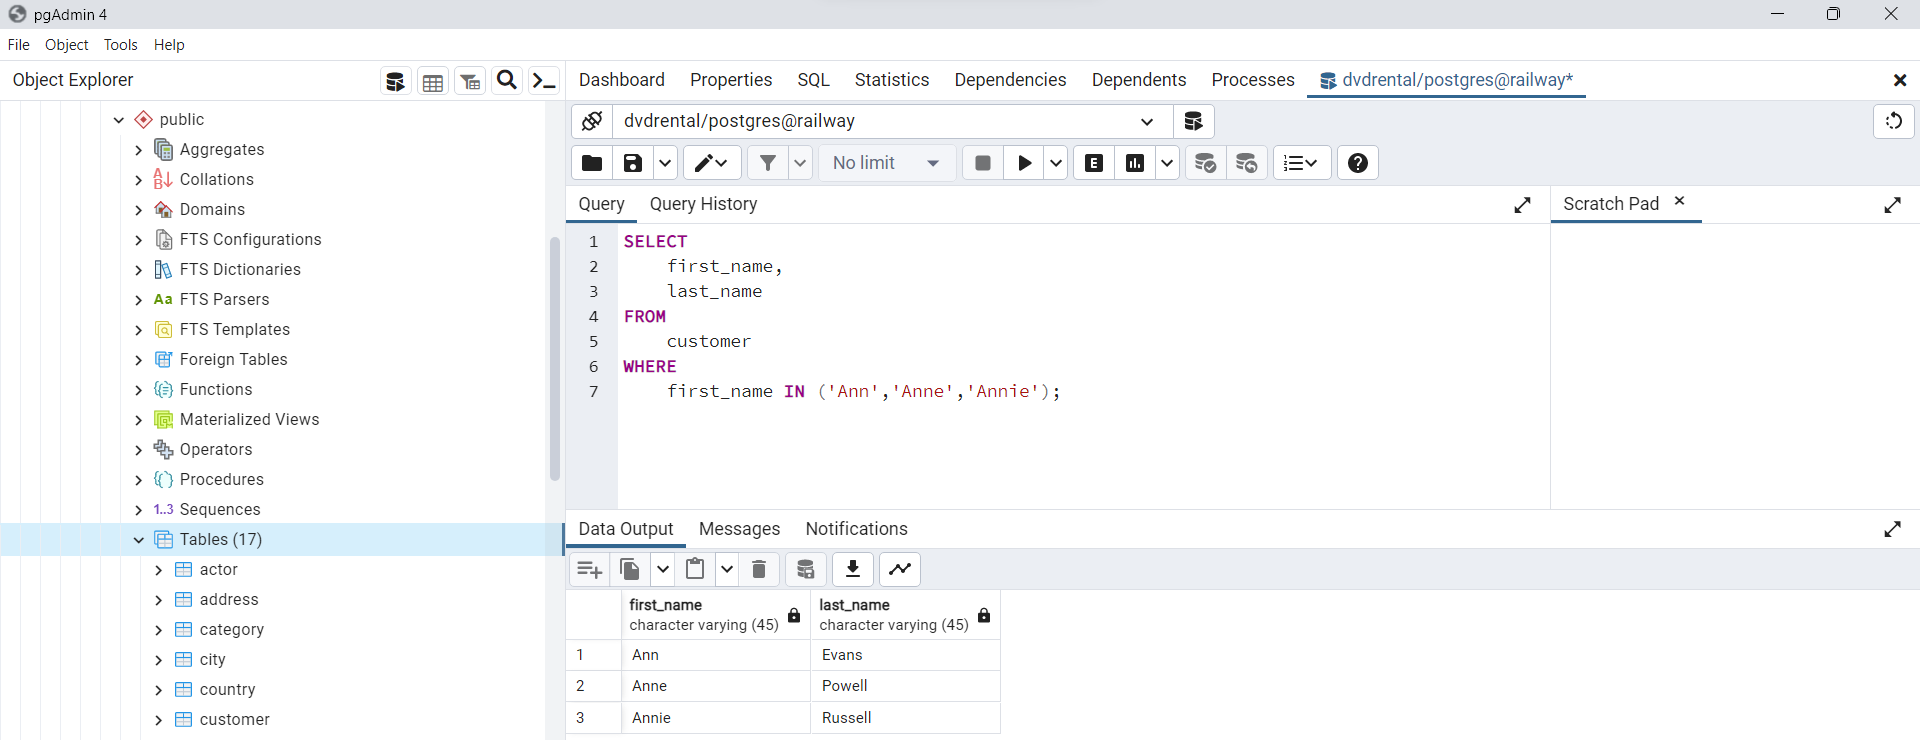 pgAdmin 4
File Object Tools Help
Object Explorer
Dashboard Properties SQL Statistics Dependencies Dependents Processes dvdrental/postgres@railway*
public
Aggregates
Collations
Domains
FTS Configurations
FTS Dictionaries
Aa FTS Parsers
FTS Templates
Foreign Tables
Functions
Materialized Views
Operators
Procedures
1..3 Sequences
Tables (17)
actor
address
category
city
country
customer
dvdrental/postgres@railway
No limit
E
Query Query History
Scratch Pad
1 SELECT
2 first_name,
3 last_name
4 FROM
5 customer
6 WHERE
7 first_name IN ('Ann','Anne','Annie');
Data Output Messages Notifications
first_name last_name
character varying (45) character varying (45)
1 Ann Evans
2 Anne Powell
3 Annie Russell